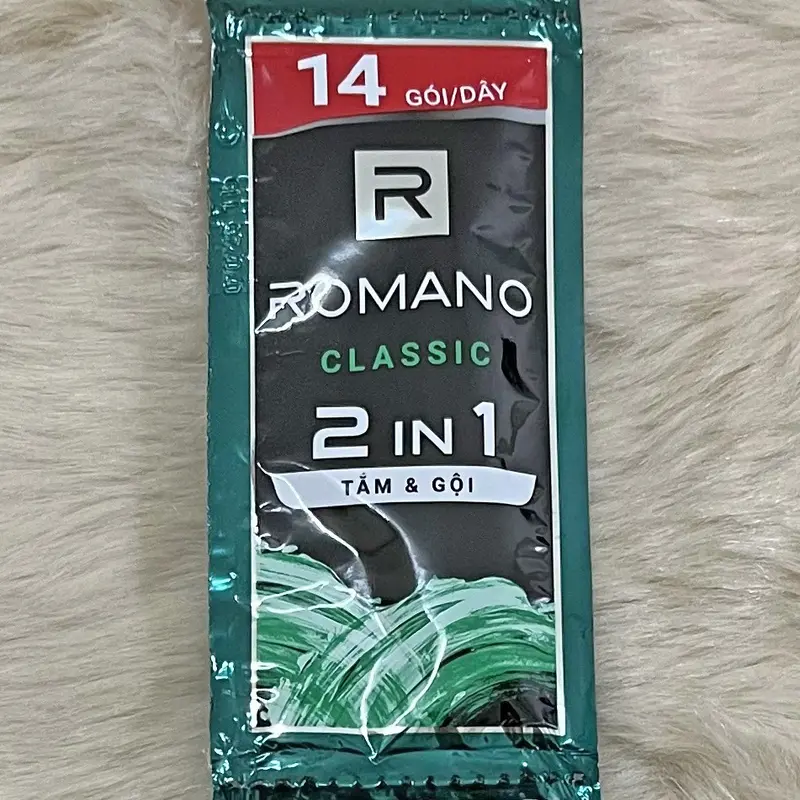 14 GÓI/DÂY
R
ROMANO
CLASSIC
2 IN 1
TẮM & GỘI